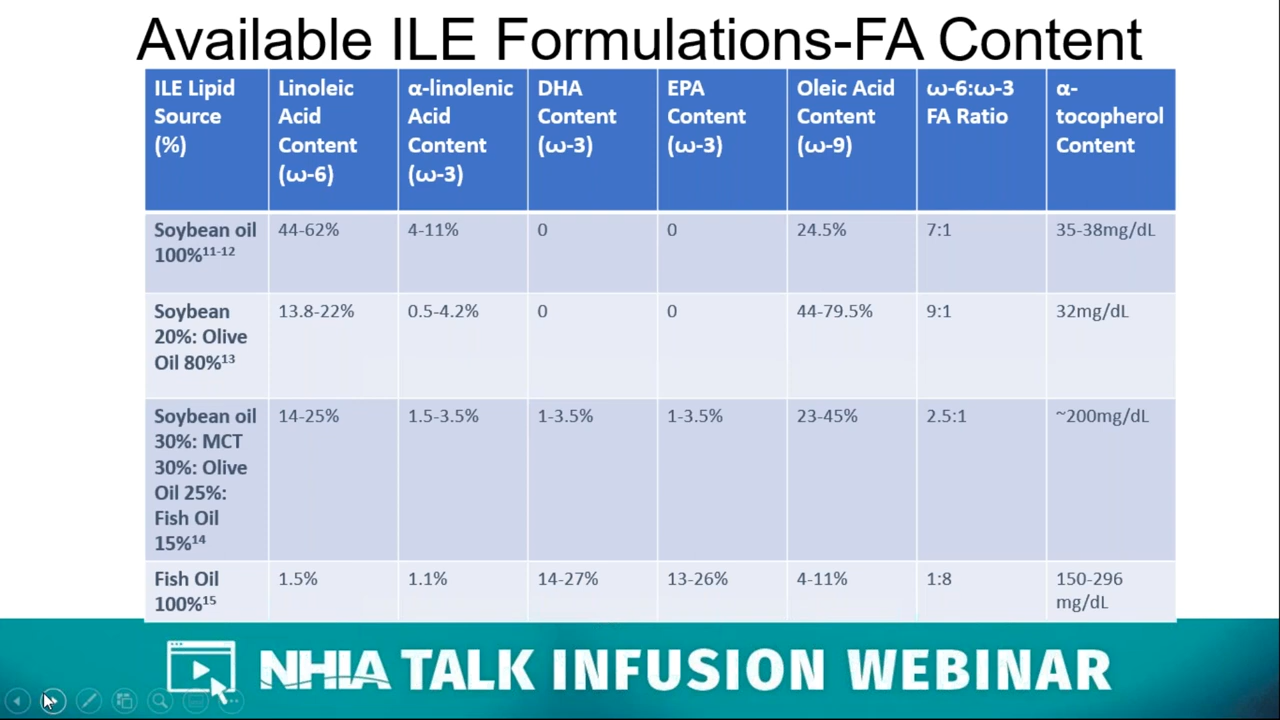 Available ILE Formulations-FA Content
ILE Lipid
Source
(%)
Linoleic
Acid
Content
(ω-6)
α-linolenic
Acid
Content
(ω-3)
DHA
Content
(ω-3)
EPA
Content
(ω-3)
Oleic Acid
Content
(ω-9)
ω-6:ω-3
FA Ratio
α-
tocopherol
Content
Soybean oil
100%¹¹⁻¹²
44-62%
4-11%
0
0
24.5%
7:1
35-38mg/dL
Soybean
20%: Olive
Oil 80%¹³
13.8-22%
0.5-4.2%
0
0
44-79.5%
9:1
32mg/dL
Soybean oil
30%: MCT
30%: Olive
Oil 25%:
Fish Oil
15%¹⁴
14-25%
1.5-3.5%
1-3.5%
1-3.5%
23-45%
2.5:1
~200mg/dL
Fish Oil
100%¹⁵
1.5%
1.1%
14-27%
13-26%
4-11%
1:8
150-296
mg/dL
NHIA TALK INFUSION WEBINAR